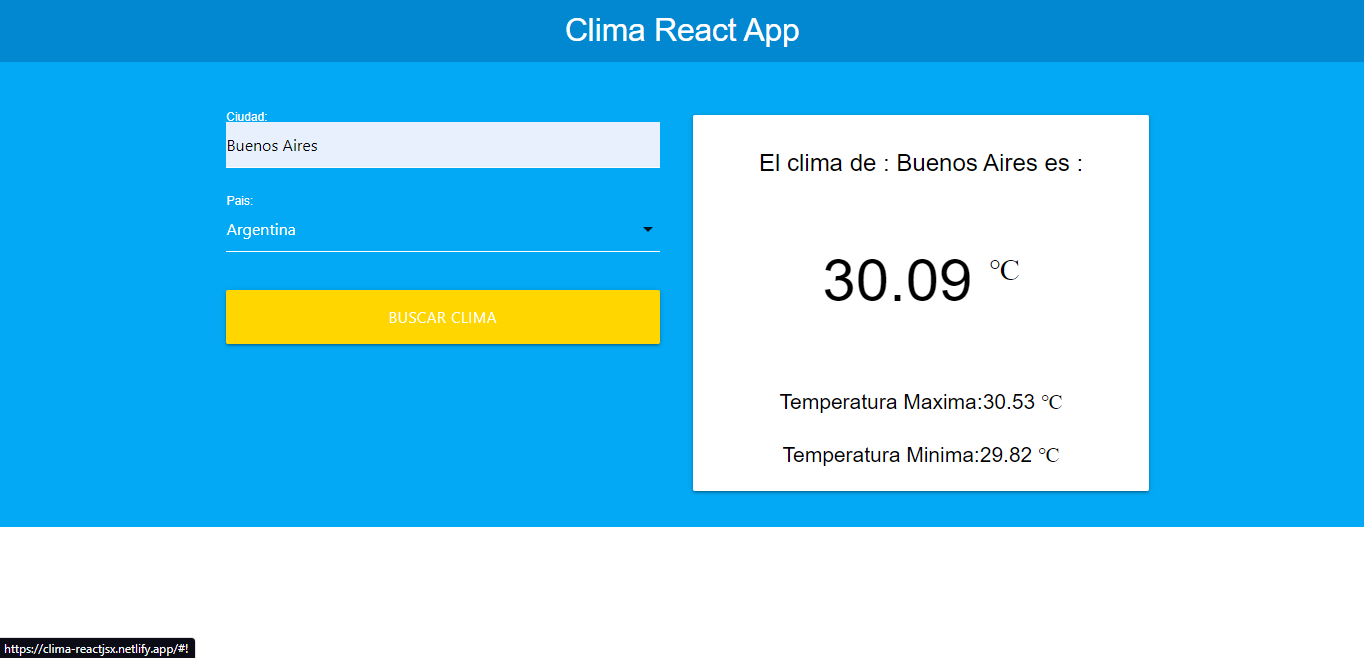 Clima React App
Ciudad:
Buenos Aires
Pais:
Argentina
BUSCAR CLIMA
El clima de : Buenos Aires es :
30.09 ℃
Temperatura Maxima:30.53 ℃
Temperatura Minima:29.82 ℃
https://clima-reactjsx.netlify.app/#!